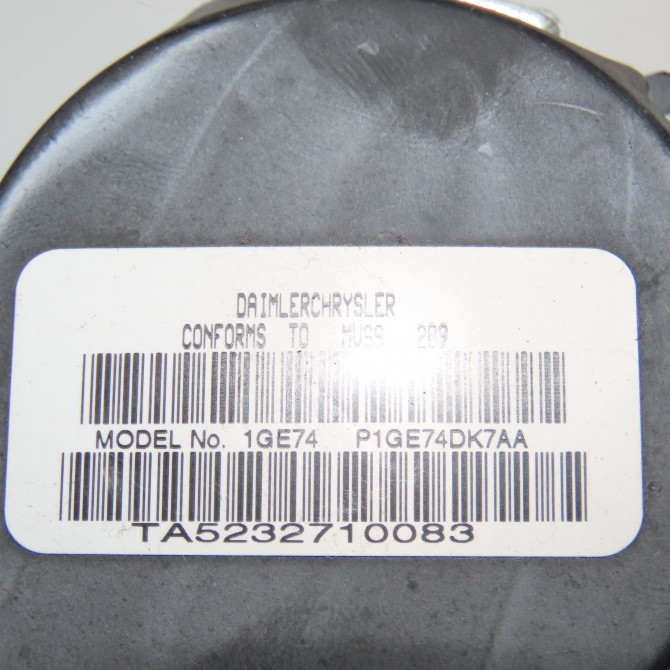 DAIMLERCHRYSLER
CONFORMS TO MVSS 209
MODEL No. 1GE74 P1GE74DK7AA
TA5232710083